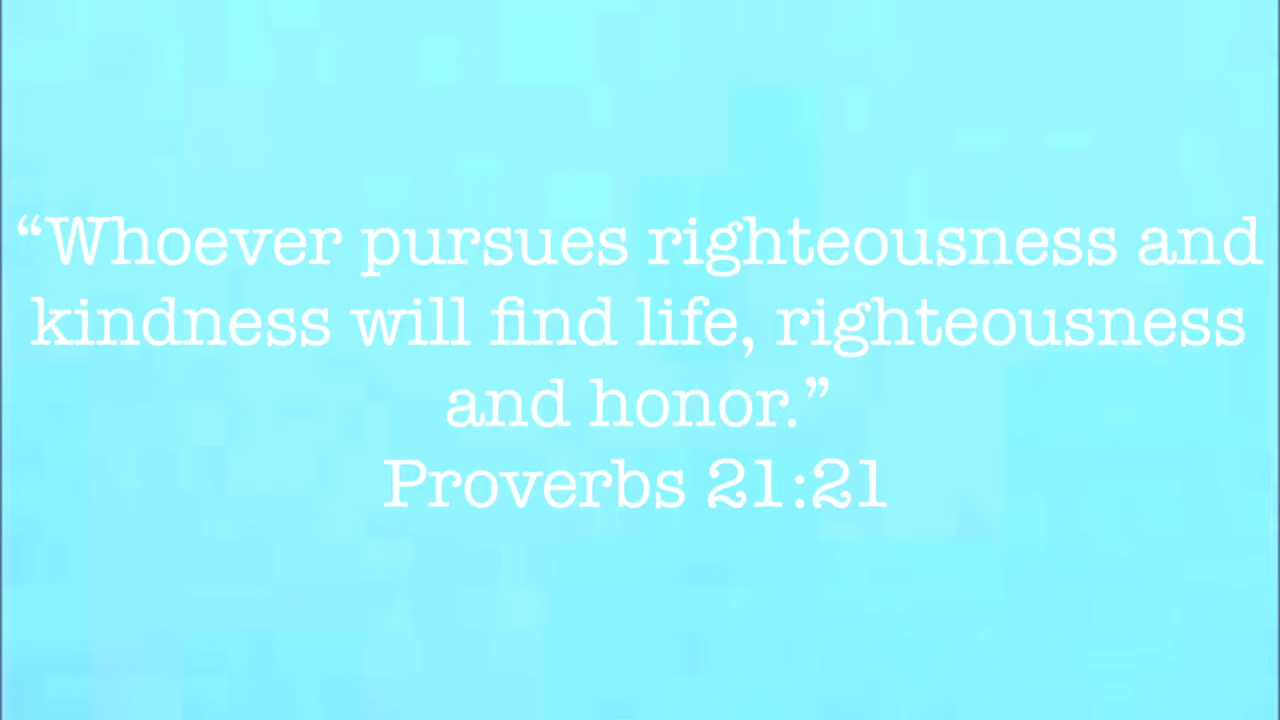 “Whoever pursues righteousness and
kindness will find life, righteousness
and honor.”
Proverbs 21:21